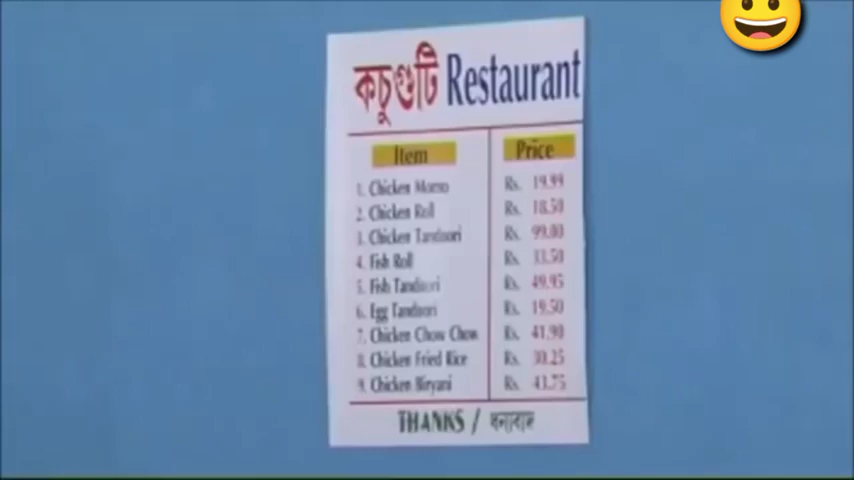 কচুগুটি Restaurant
Item Price
1. Chicken Momo Rs. 19.99
2. Chicken Roll Rs. 18.50
3. Chicken Tandoori Rs. 99.00
4. Fish Roll Rs. 33.50
5. Fish Tandoori Rs. 49.95
6. Egg Tandoori Rs. 19.50
7. Chicken Chow Chow Rs. 41.90
8. Chicken Fried Rice Rs. 30.25
9. Chicken Biryani Rs. 43.75
THANKS / ধন্যবাদ